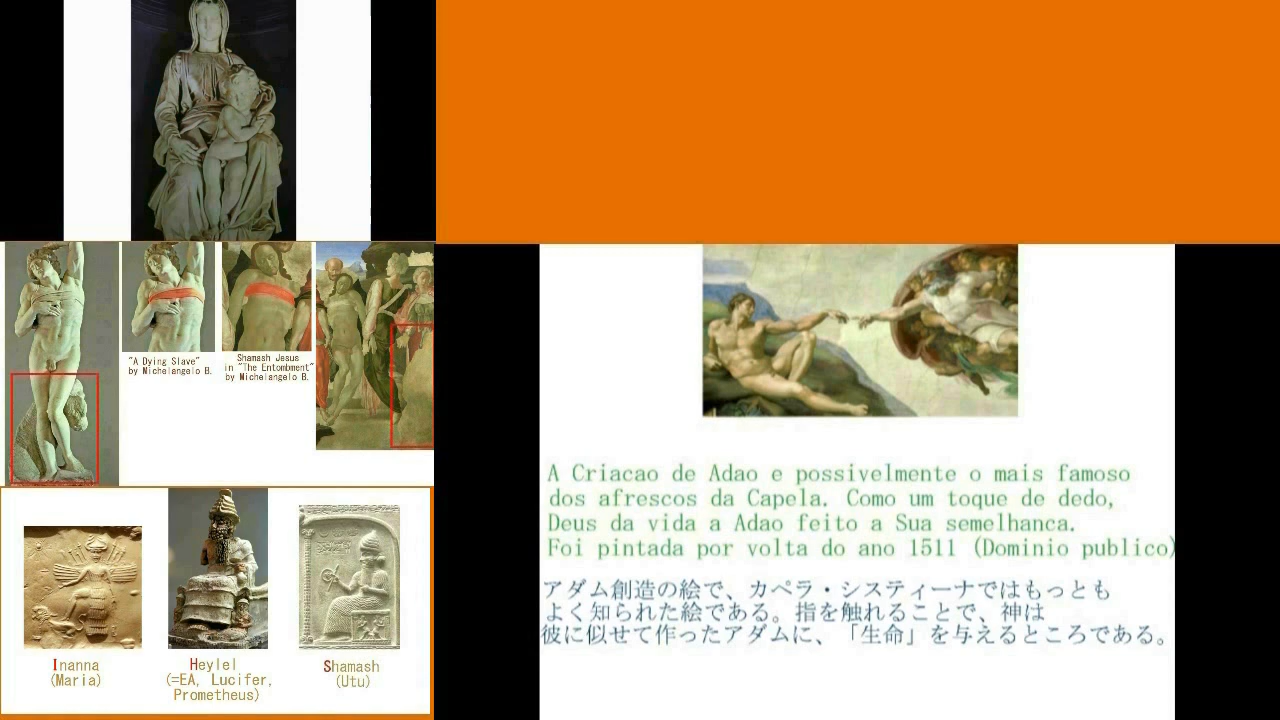 "A Dying Slave"
by Michelangelo B.
Shamash Jesus
in "The Entombment"
by Michelangelo B.
Inanna
(Maria)
Heylel
(=EA, Lucifer,
Prometheus)
Shamash
(Utu)
A Criacao de Adao e possivelmente o mais famoso
dos afrescos da Capela. Como um toque de dedo,
Deus da vida a Adao feito a Sua semelhanca.
Foi pintada por volta do ano 1511 (Dominio publico)
アダム創造の絵で、カペラ・システィーナではもっとも
よく知られた絵である。指を触れることで、神は
彼に似せて作ったアダムに、「生命」を与えるところである。